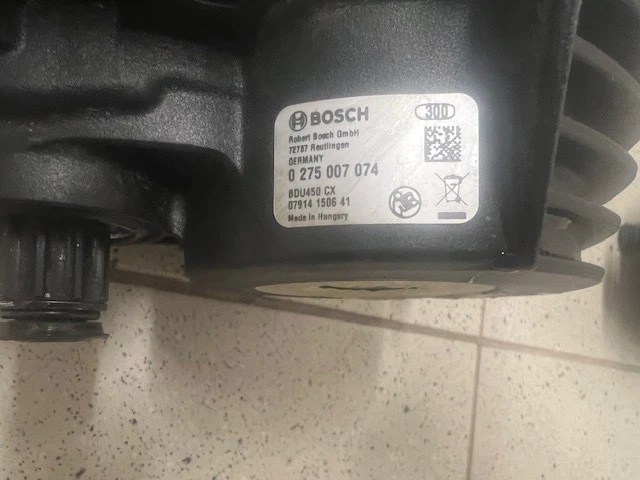 BOSCH
30D
Robert Bosch GmbH
72757 Reutlingen
GERMANY
0 275 007 074
BDU450 CX
07914 1506 41
Made in Hungary